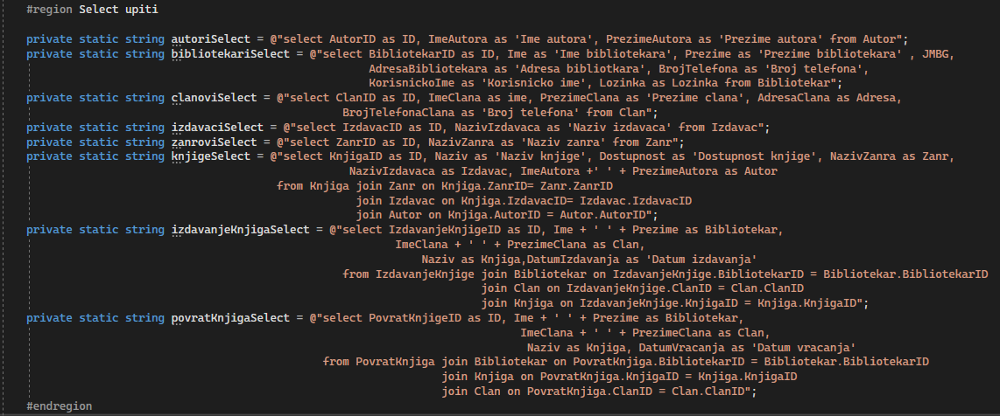 #region Select upiti
private static string autoriSelect = @"select AutorID as ID, ImeAutora as 'Ime autora', PrezimeAutora as 'Prezime autora' from Autor";
private static string bibliotekariSelect = @"select BibliotekarID as ID, Ime as 'Ime bibliotekara', Prezime as 'Prezime bibliotekara' , JMBG,
AdresaBibliotekara as 'Adresa bibliotkara', BrojTelefona as 'Broj telefona',
KorisnickoIme as 'Korisnicko ime', Lozinka as Lozinka from Bibliotekar";
private static string clanoviSelect = @"select ClanID as ID, ImeClana as ime, PrezimeClana as 'Prezime clana', AdresaClana as Adresa,
BrojTelefonaClana as 'Broj telefona' from Clan";
private static string izdavaciSelect = @"select IzdavacID as ID, NazivIzdavaca as 'Naziv izdavaca' from Izdavac";
private static string zanroviSelect = @"select ZanrID as ID, NazivZanra as 'Naziv zanra' from Zanr";
private static string knjigeSelect = @"select KnjigaID as ID, Naziv as 'Naziv knjige', Dostupnost as 'Dostupnost knjige', NazivZanra as Zanr,
NazivIzdavaca as Izdavac, ImeAutora +' ' + PrezimeAutora as Autor
from Knjiga join Zanr on Knjiga.ZanrID= Zanr.ZanrID
join Izdavac on Knjiga.IzdavacID= Izdavac.IzdavacID
join Autor on Knjiga.AutorID = Autor.AutorID";
private static string izdavanjeKnjigaSelect = @"select IzdavanjeKnjigeID as ID, Ime + ' ' + Prezime as Bibliotekar,
ImeClana + ' ' + PrezimeClana as Clan,
Naziv as Knjiga,DatumIzdavanja as 'Datum izdavanja'
from IzdavanjeKnjige join Bibliotekar on IzdavanjeKnjige.BibliotekarID = Bibliotekar.BibliotekarID
join Clan on IzdavanjeKnjige.ClanID = Clan.ClanID
join Knjiga on IzdavanjeKnjige.KnjigaID = Knjiga.KnjigaID";
private static string povratKnjigaSelect = @"select PovratKnjigeID as ID, Ime + ' ' + Prezime as Bibliotekar,
ImeClana + ' ' + PrezimeClana as Clan,
Naziv as Knjiga, DatumVracanja as 'Datum vracanja'
from PovratKnjiga join Bibliotekar on PovratKnjiga.BibliotekarID = Bibliotekar.BibliotekarID
join Knjiga on PovratKnjiga.KnjigaID = Knjiga.KnjigaID
join Clan on PovratKnjiga.ClanID = Clan.ClanID";
#endregion